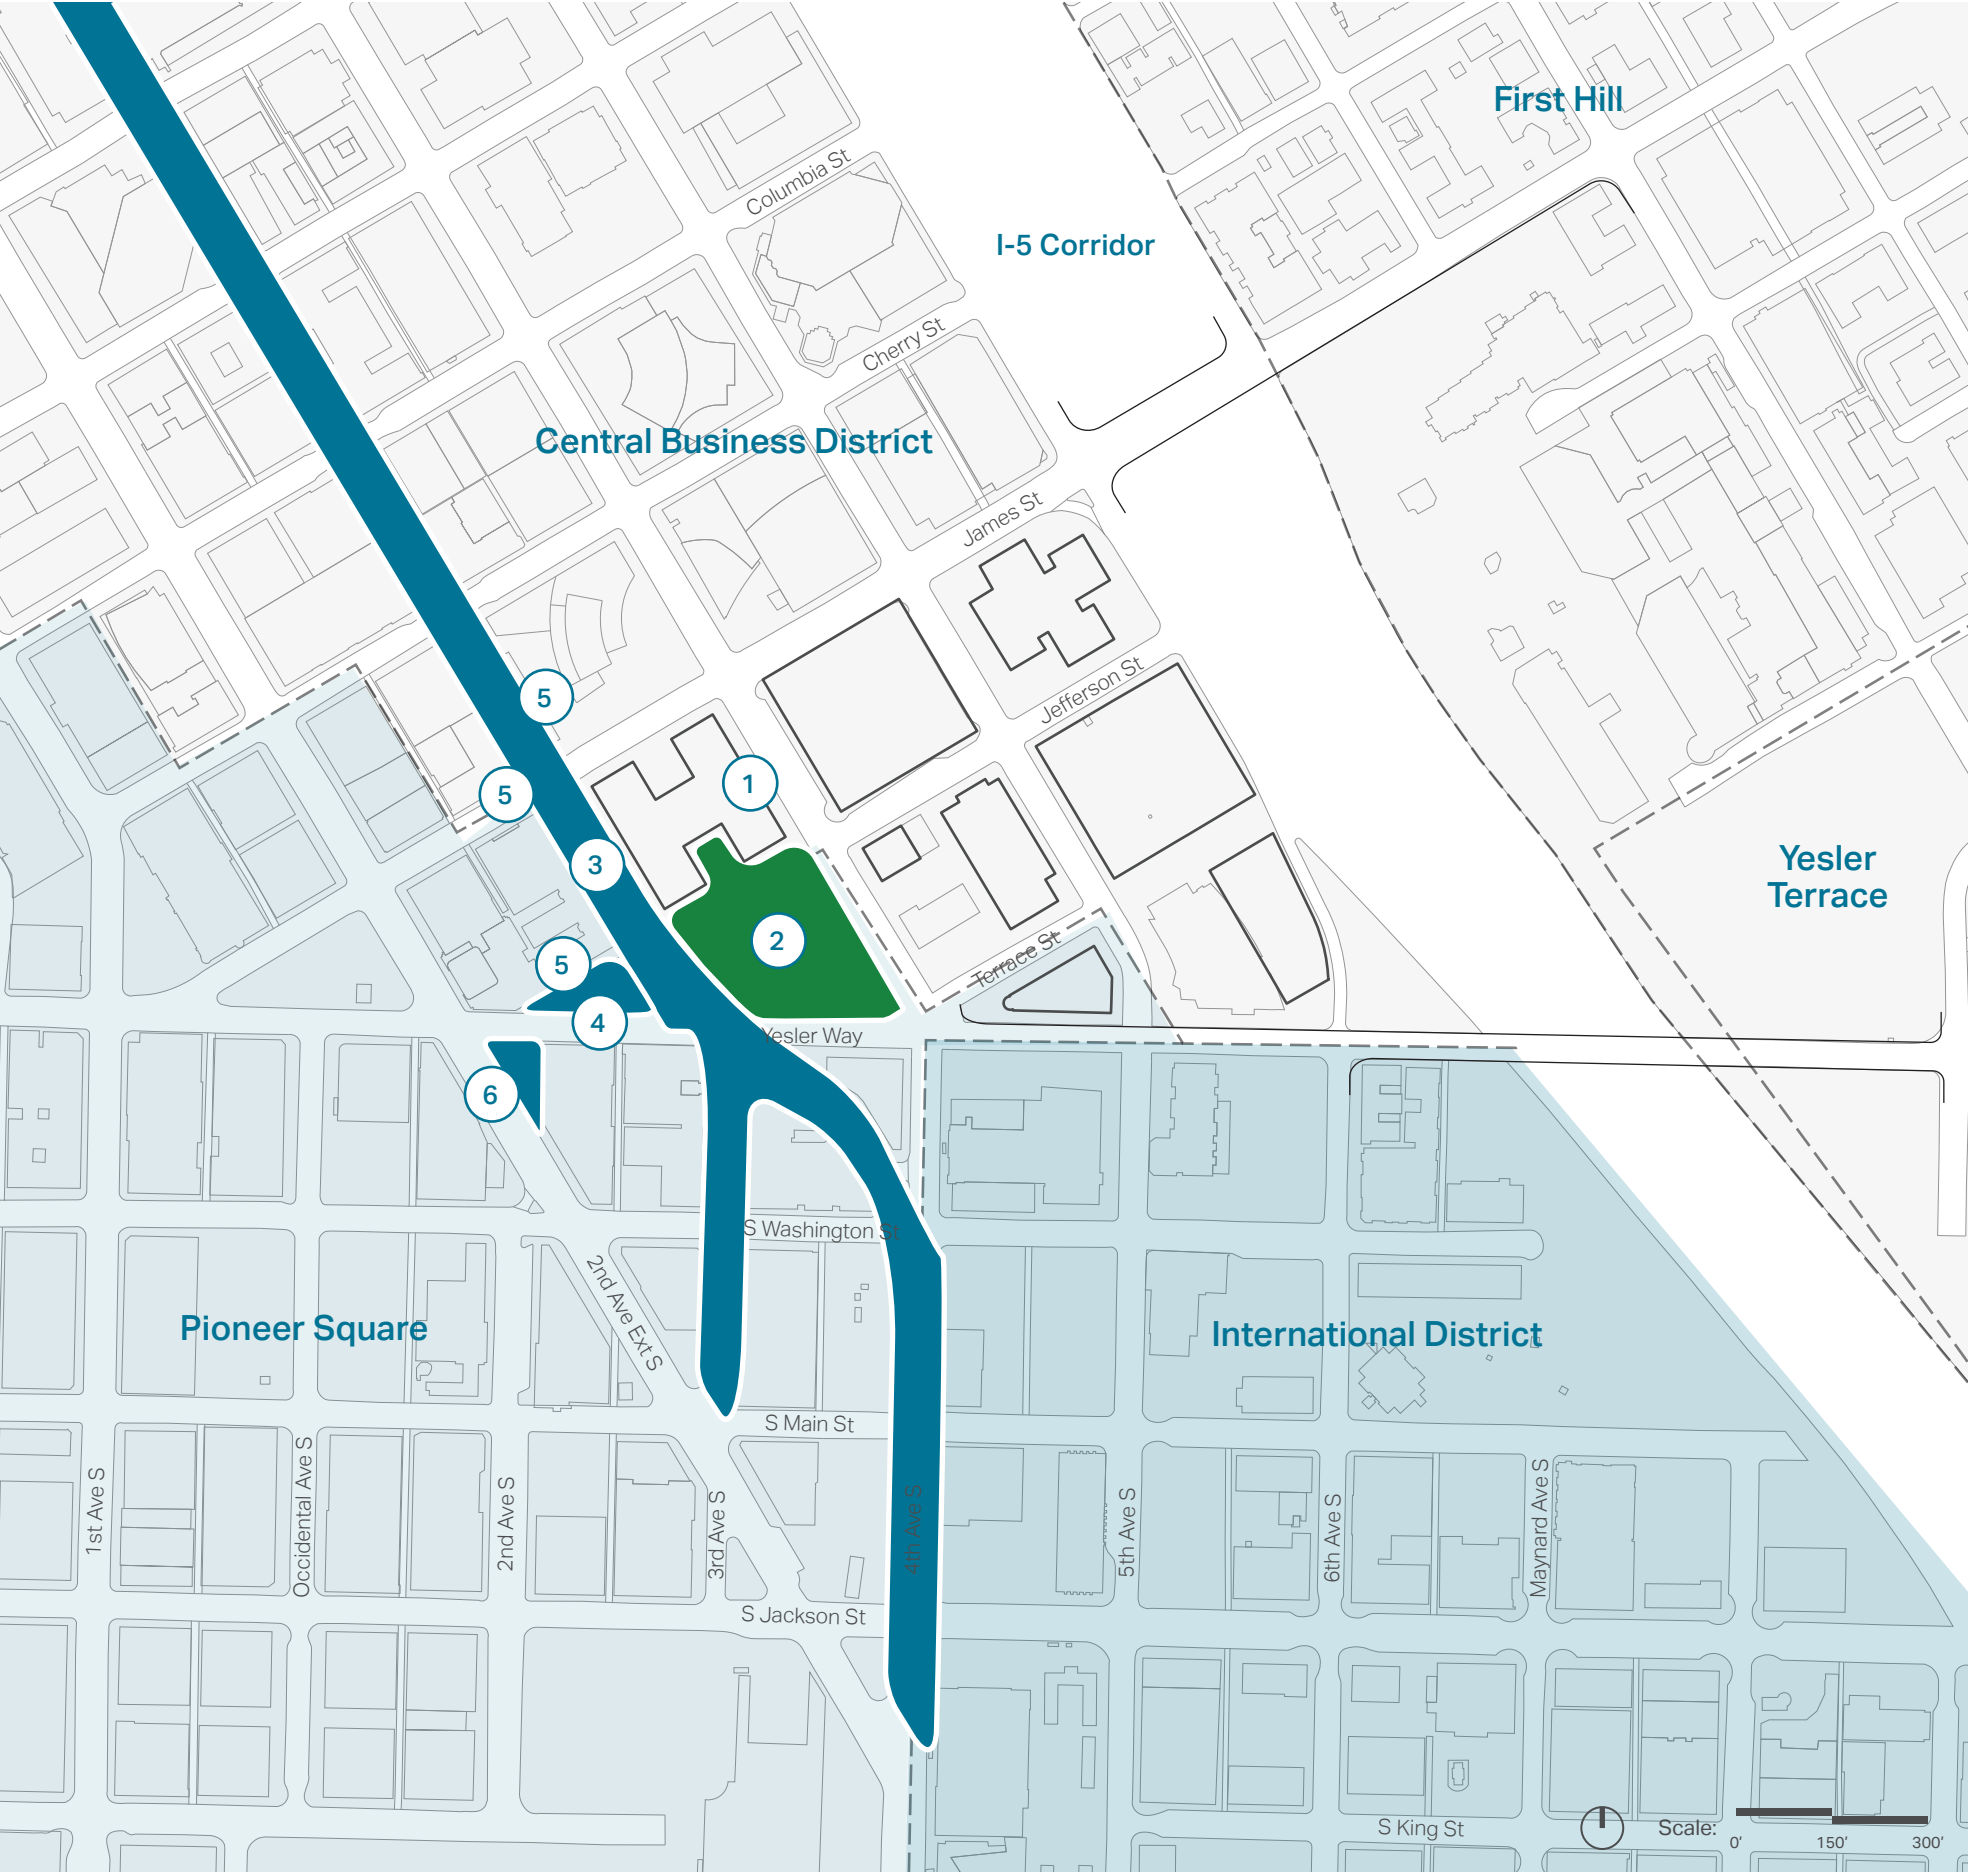 First Hill
Columbia St
I-5 Corridor
Cherry St
Central Business District
James St
Jefferson St
5
1
5
3
Yesler
Terrace
2
Terrace St
5
4
Yesler Way
6
S Washington St
2nd Ave Ext S
Pioneer Square
International District
S Main St
1st Ave S
Occidental Ave S
2nd Ave S
3rd Ave S
4th Ave S
5th Ave S
6th Ave S
Maynard Ave S
S Jackson St
S King St
Scale:
0' 150' 300'